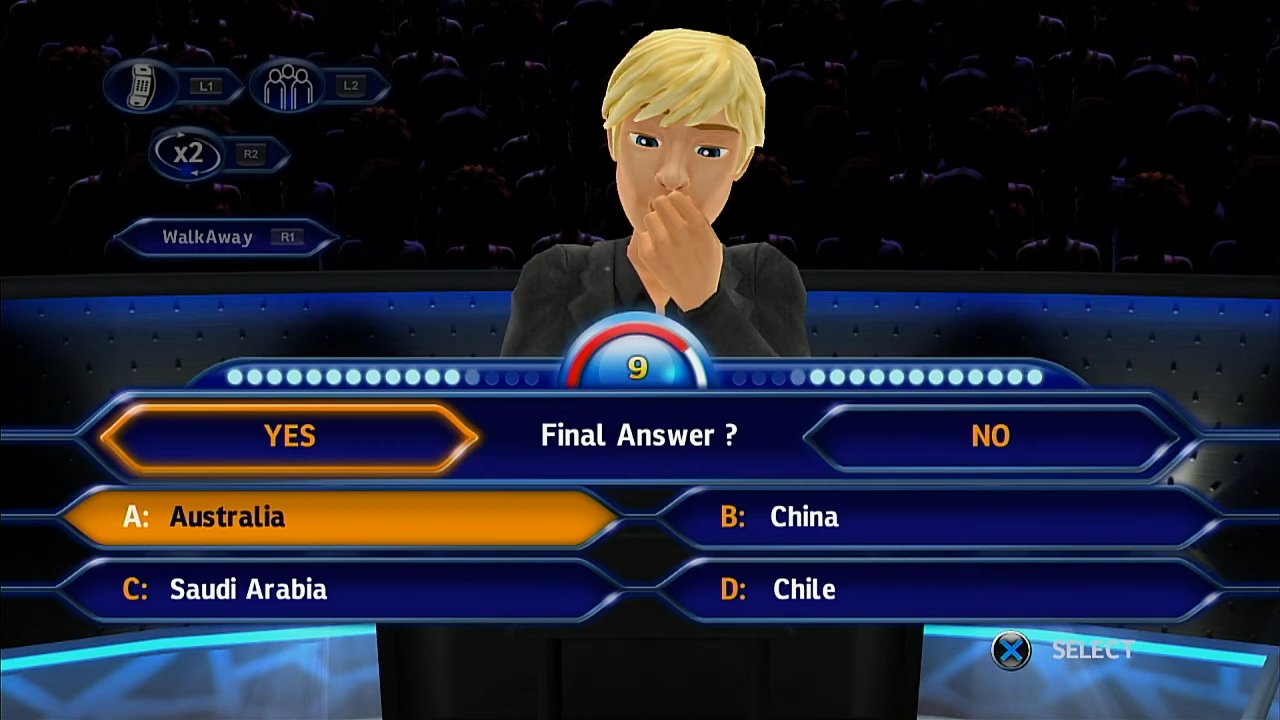 L1
L2
x2
R2
WalkAway R1
9
YES Final Answer ? NO
A: Australia B: China
C: Saudi Arabia D: Chile
SELECT